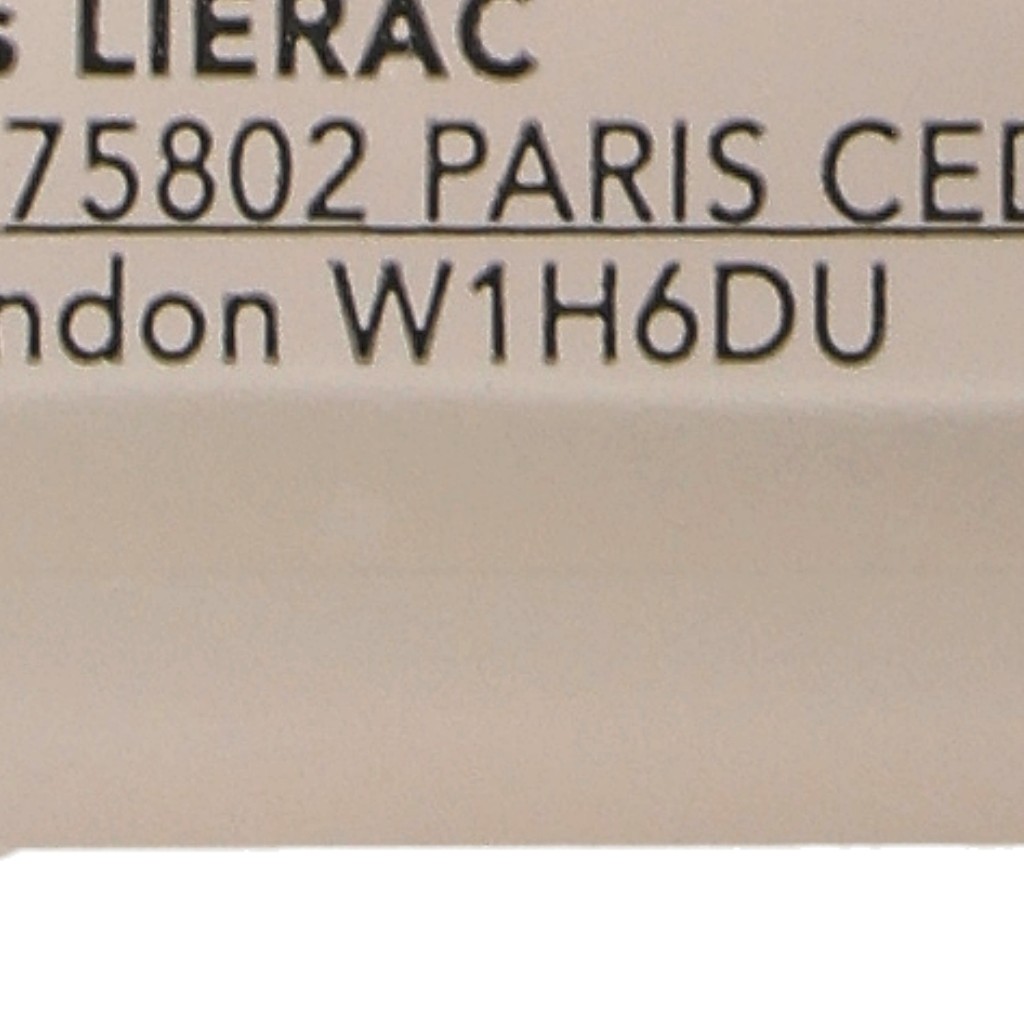 s LIERAC
75802 PARIS CED
ndon W1H6DU